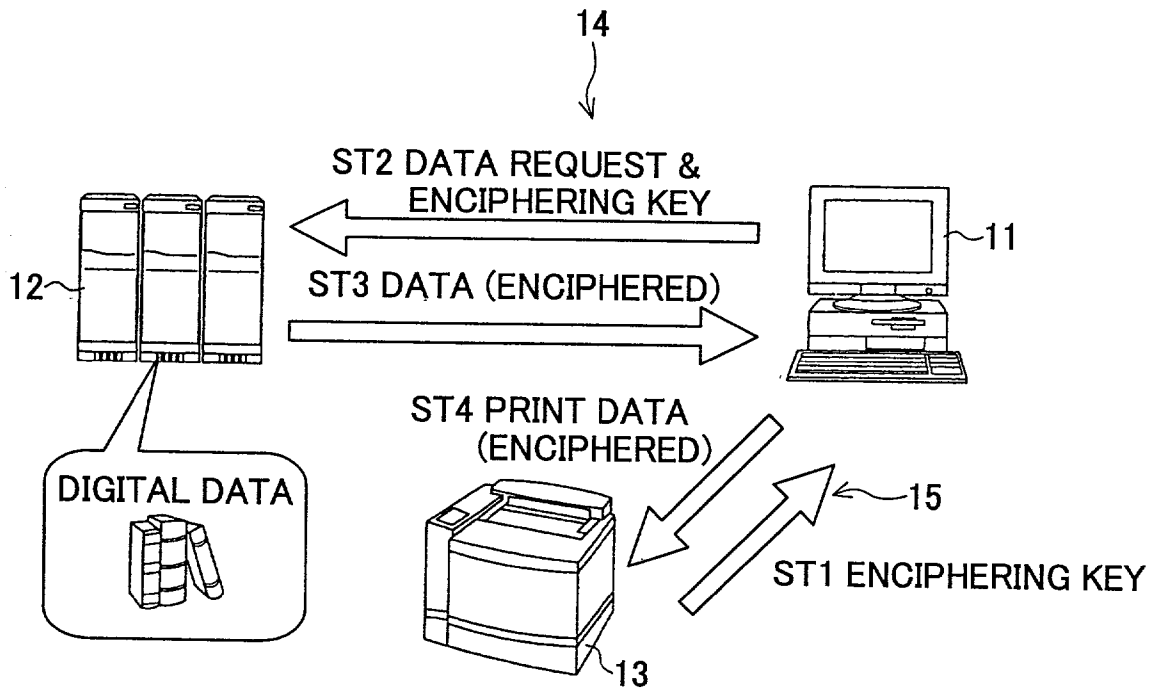 14
ST2 DATA REQUEST &
ENCIPHERING KEY
11
12
ST3 DATA (ENCIPHERED)
ST4 PRINT DATA
(ENCIPHERED)
DIGITAL DATA
15
ST1 ENCIPHERING KEY
13